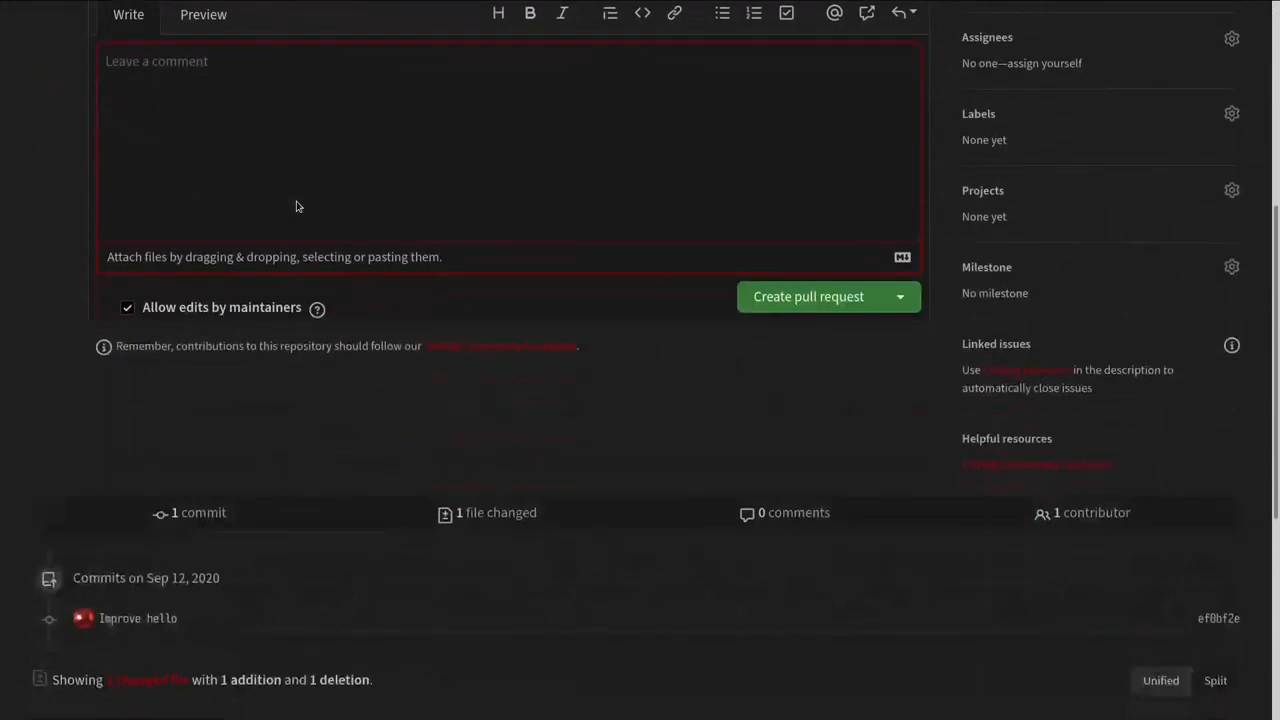 Write Preview
Leave a comment
Attach files by dragging & dropping, selecting or pasting them.
Allow edits by maintainers
Create pull request
Remember, contributions to this repository should follow our
Assignees
No one—assign yourself
Labels
None yet
Projects
None yet
Milestone
No milestone
Linked issues
Use in the description to
automatically close issues
Helpful resources
1 commit 1 file changed 0 comments 1 contributor
Commits on Sep 12, 2020
Improve hello ef0bf2e
Showing 1 changed file with 1 addition and 1 deletion. Unified Split